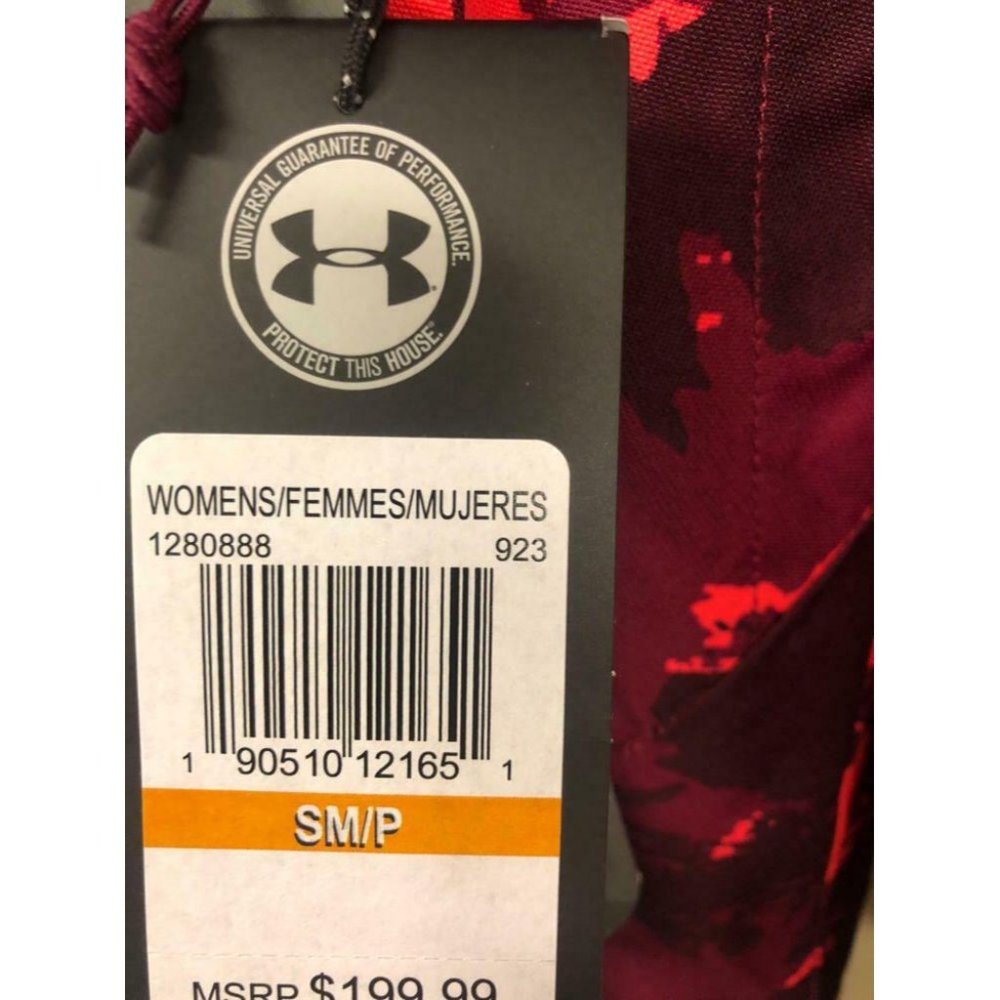 UNIVERSAL GUARANTEE OF PERFORMANCE.
PROTECT THIS HOUSE.®
WOMENS/FEMMES/MUJERES
1280888 923
1 90510 12165 1
SM/P
MSRP $199.99